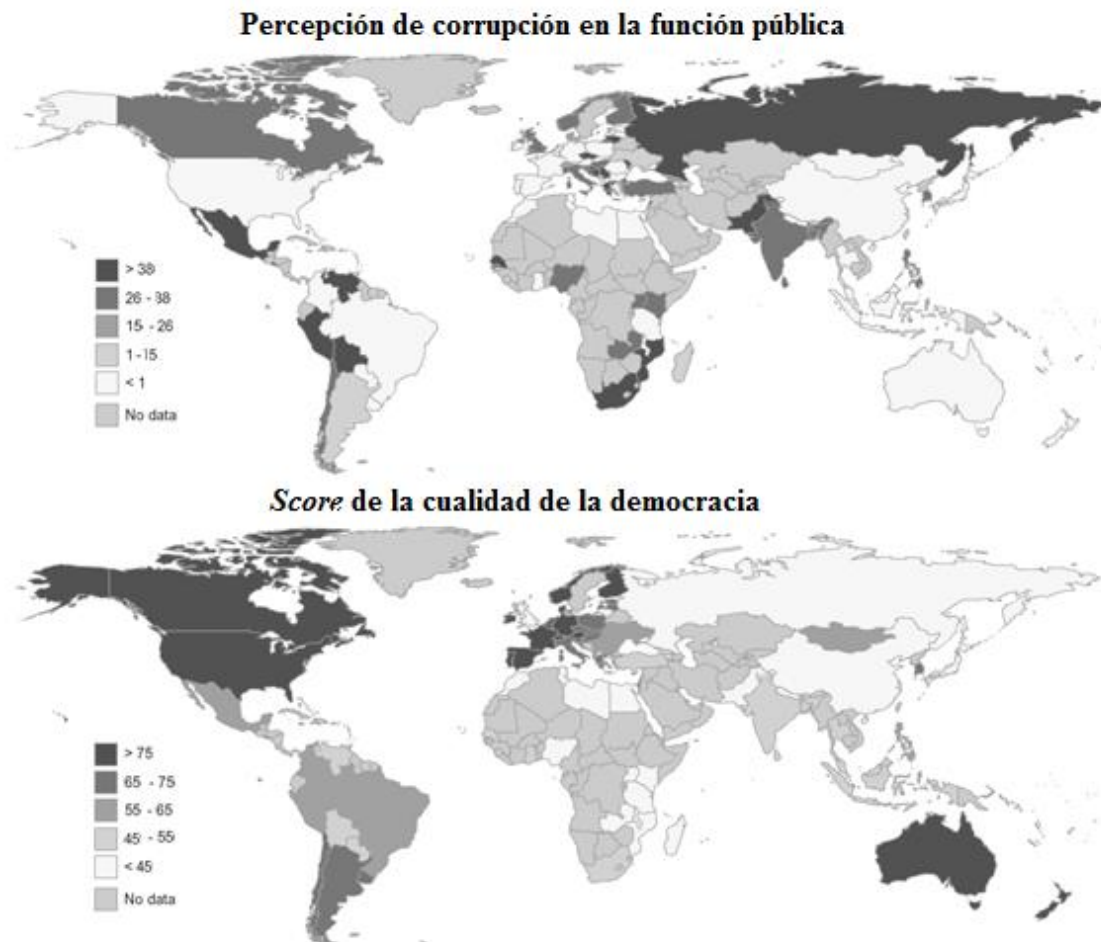 Percepción de corrupción en la función pública
> 38
26 - 38
15 - 26
1 -15
< 1
No data
Score de la cualidad de la democracia
> 75
65 - 75
55 - 65
45 - 55
< 45
No data